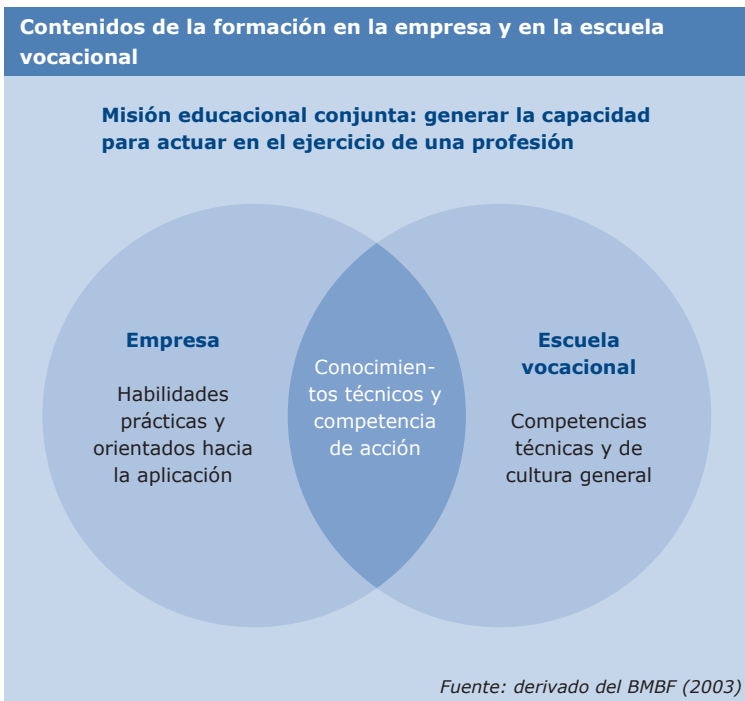 Contenidos de la formación en la empresa y en la escuela
vocacional
Misión educacional conjunta: generar la capacidad
para actuar en el ejercicio de una profesión
Empresa
Habilidades
prácticas y
orientados hacia
la aplicación
Conocimien-
tos técnicos y
competencia
de acción
Escuela
vocacional
Competencias
técnicas y de
cultura general
Fuente: derivado del BMBF (2003)